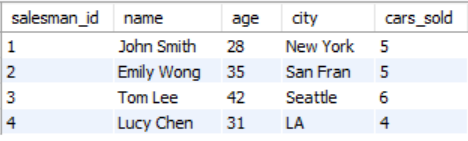 salesman_id name age city cars_sold
1 John Smith 28 New York 5
2 Emily Wong 35 San Fran 5
3 Tom Lee 42 Seattle 6
4 Lucy Chen 31 LA 4